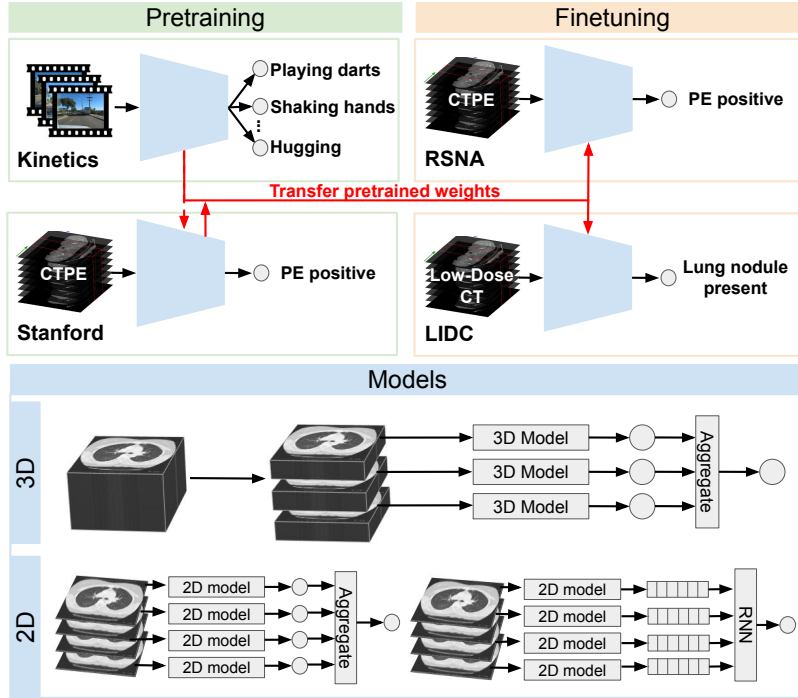 Pretraining
Finetuning
Playing darts
Shaking hands
...
Hugging
Kinetics
CTPE
PE positive
RSNA
Transfer pretrained weights
CTPE
PE positive
Stanford
Low-Dose
CT
Lung nodule
present
LIDC
Models
3D
3D Model
3D Model
3D Model
Aggregate
2D
2D model
2D model
2D model
2D model
Aggregate
2D model
2D model
2D model
2D model
RNN